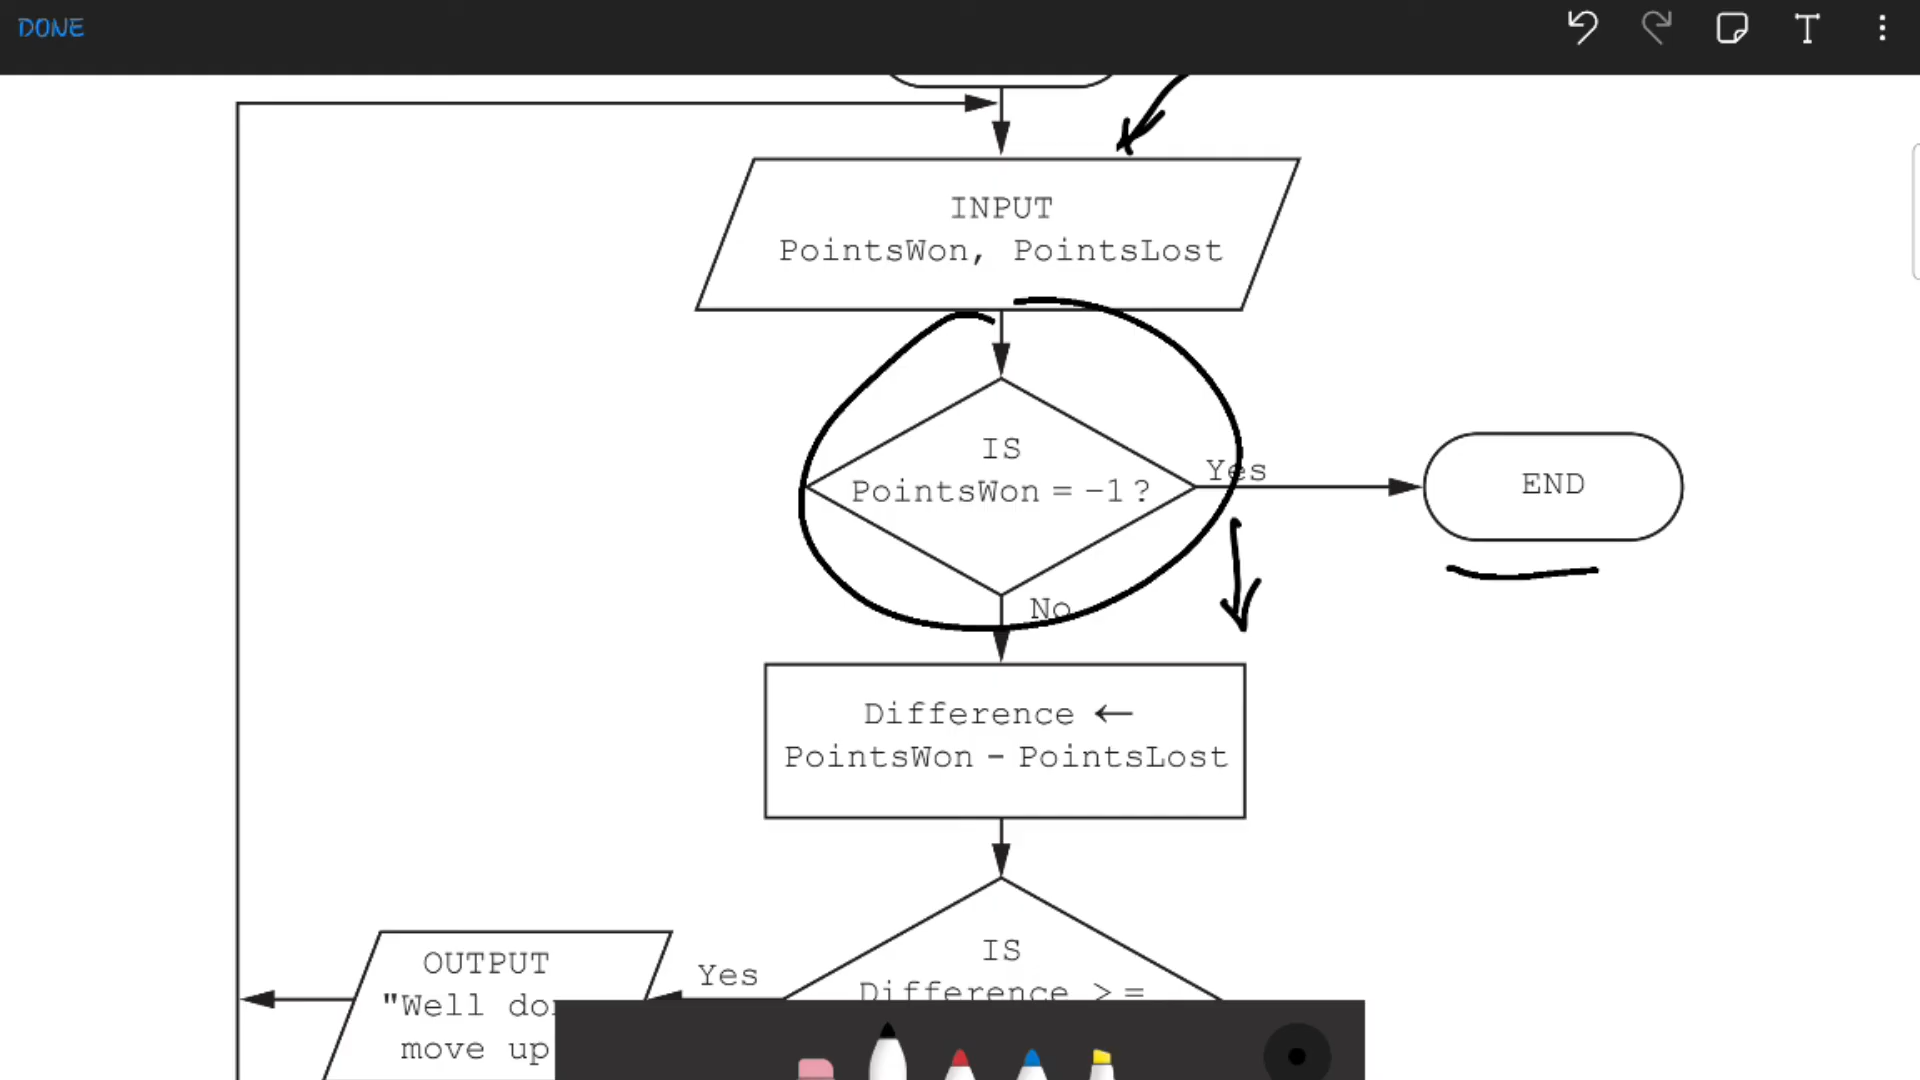 DONE
INPUT
PointsWon, PointsLost
IS
PointsWon = −1?
Yes
END
No
Difference ←
PointsWon - PointsLost
IS
Difference >=
Yes
OUTPUT
"Well
move up